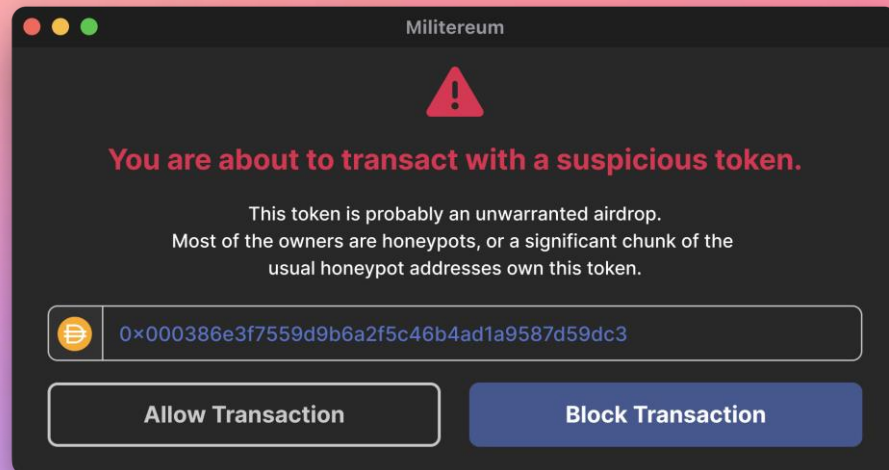 Militereum
You are about to transact with a suspicious token.
This token is probably an unwarranted airdrop.
Most of the owners are honeypots, or a significant chunk of the
usual honeypot addresses own this token.
0×000386e3f7559d9b6a2f5c46b4ad1a9587d59dc3
Allow Transaction
Block Transaction